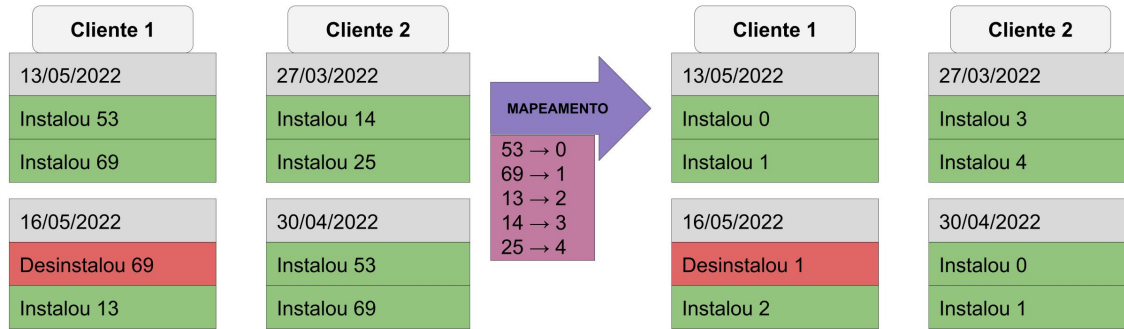 Cliente 1
13/05/2022
Instalou 53
Instalou 69
16/05/2022
Desinstalou 69
Instalou 13
Cliente 2
27/03/2022
Instalou 14
Instalou 25
30/04/2022
Instalou 53
Instalou 69
MAPEAMENTO
53 → 0
69 → 1
13 → 2
14 → 3
25 → 4
Cliente 1
13/05/2022
Instalou 0
Instalou 1
16/05/2022
Desinstalou 1
Instalou 2
Cliente 2
27/03/2022
Instalou 3
Instalou 4
30/04/2022
Instalou 0
Instalou 1